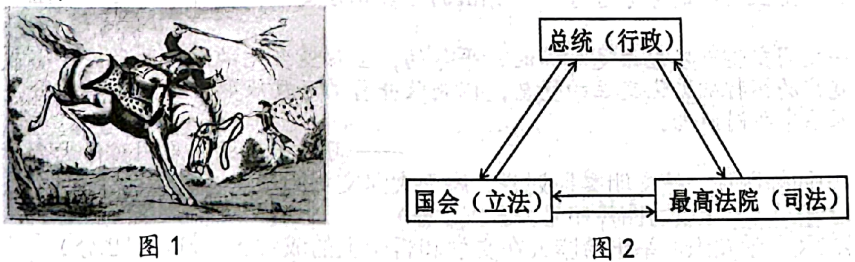 总统（行政）
国会（立法）
最高法院（司法）
图 1
图 2